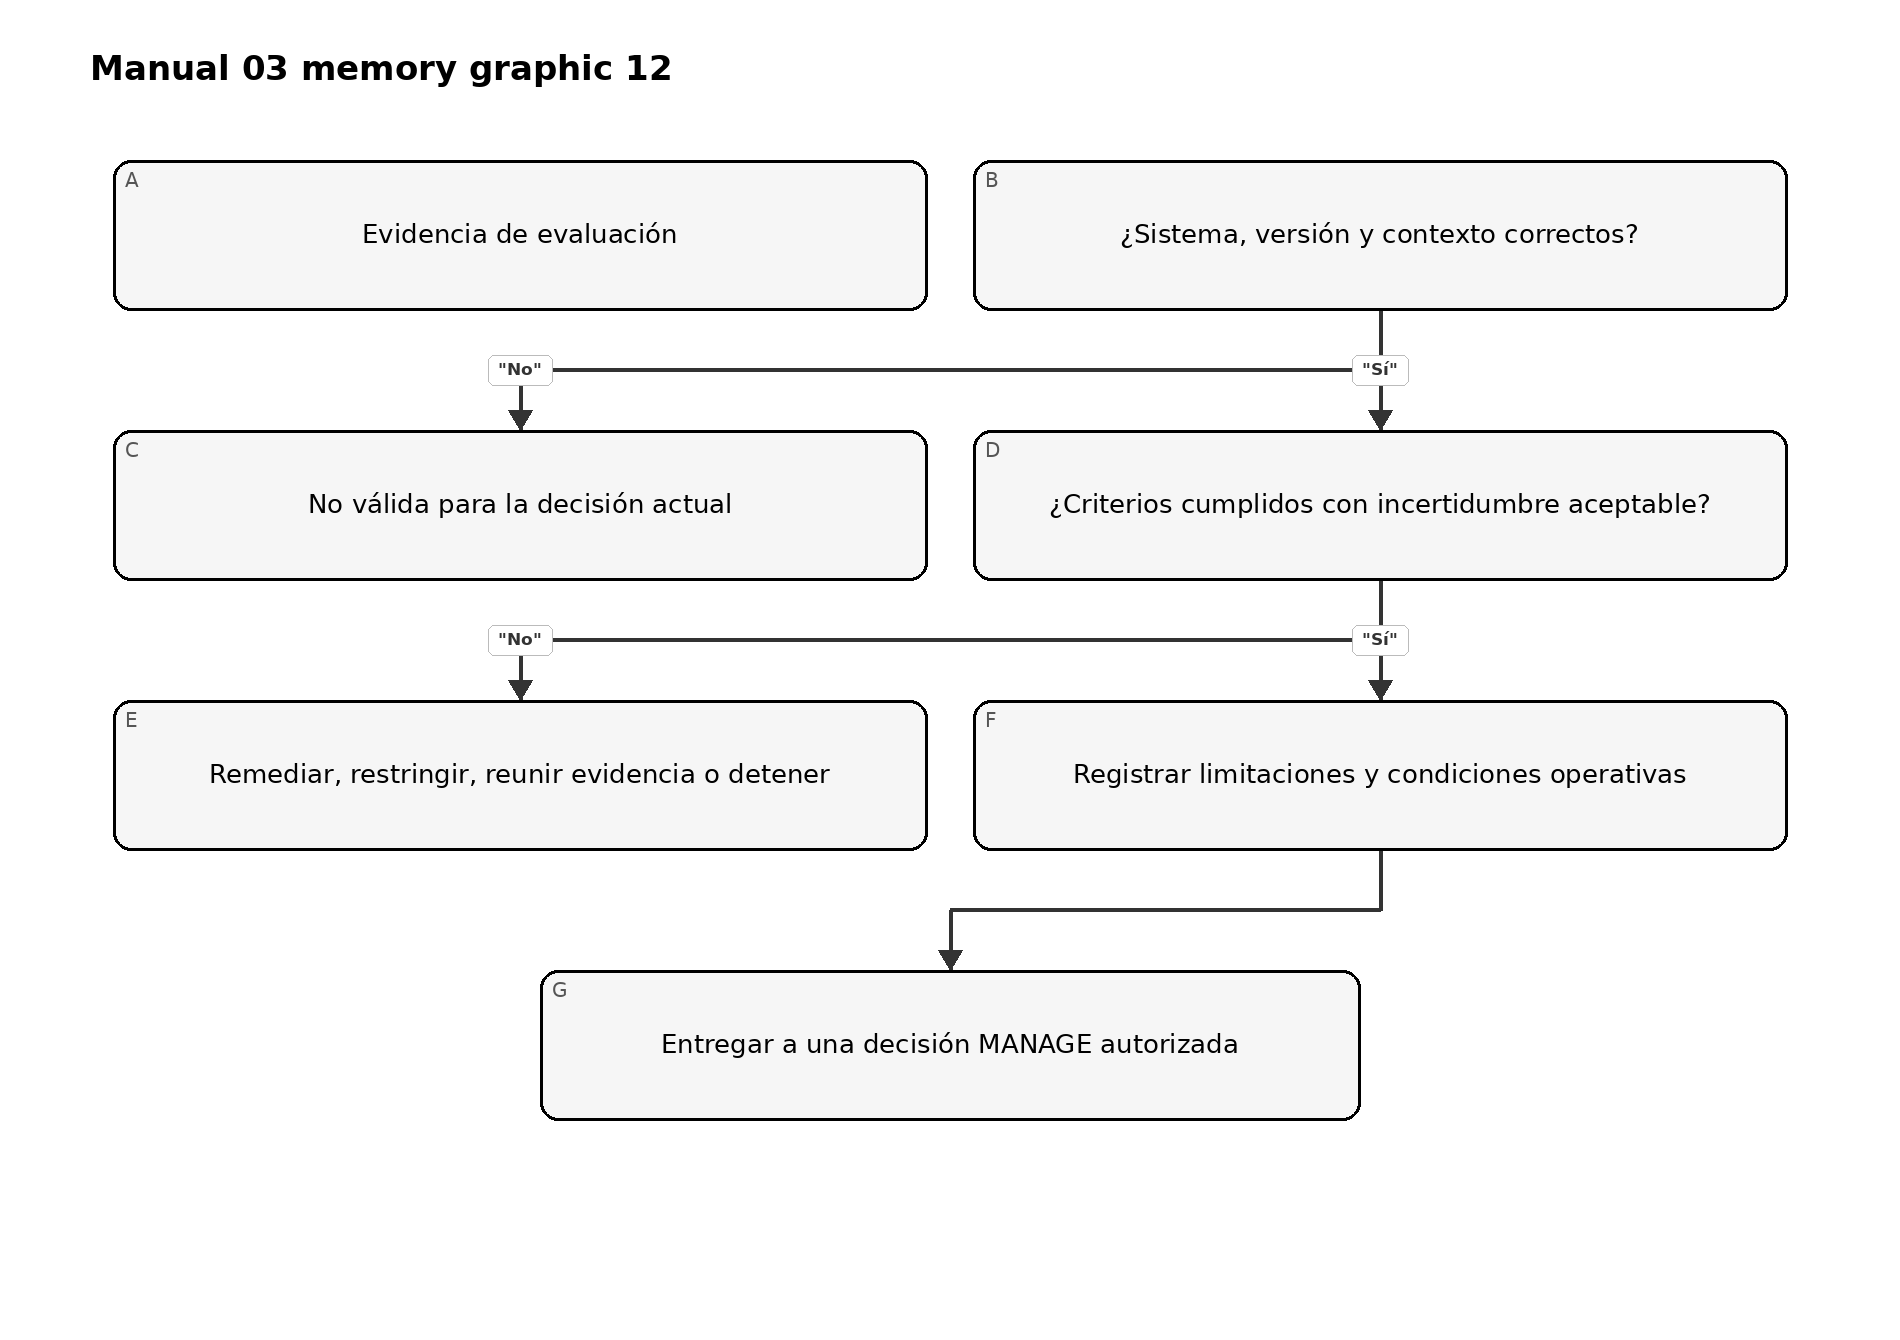 Manual 03 memory graphic 12
A
Evidencia de evaluación
B
¿Sistema, versión y contexto correctos?
"No"
"Sí"
C
No válida para la decisión actual
D
¿Criterios cumplidos con incertidumbre aceptable?
"No"
"Sí"
E
Remediar, restringir, reunir evidencia o detener
F
Registrar limitaciones y condiciones operativas
G
Entregar a una decisión MANAGE autorizada